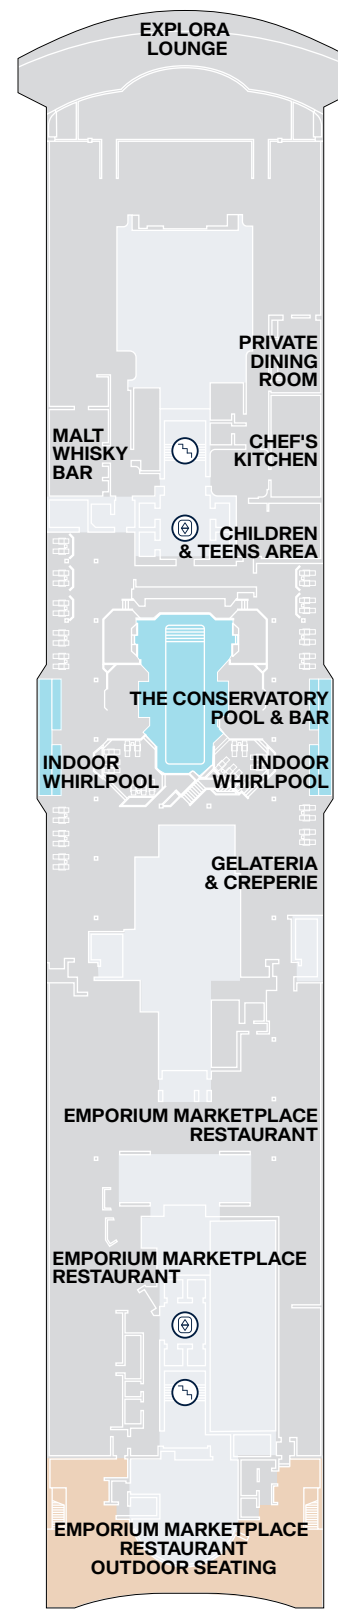 EXPLORA
LOUNGE
PRIVATE
DINING
ROOM
MALT
WHISKY
BAR
CHEF'S
KITCHEN
CHILDREN
& TEENS AREA
THE CONSERVATORY
POOL & BAR
INDOOR
WHIRLPOOL
INDOOR
WHIRLPOOL
GELATERIA
& CREPERIE
EMPORIUM MARKETPLACE
RESTAURANT
EMPORIUM MARKETPLACE
RESTAURANT
EMPORIUM MARKETPLACE
RESTAURANT
OUTDOOR SEATING